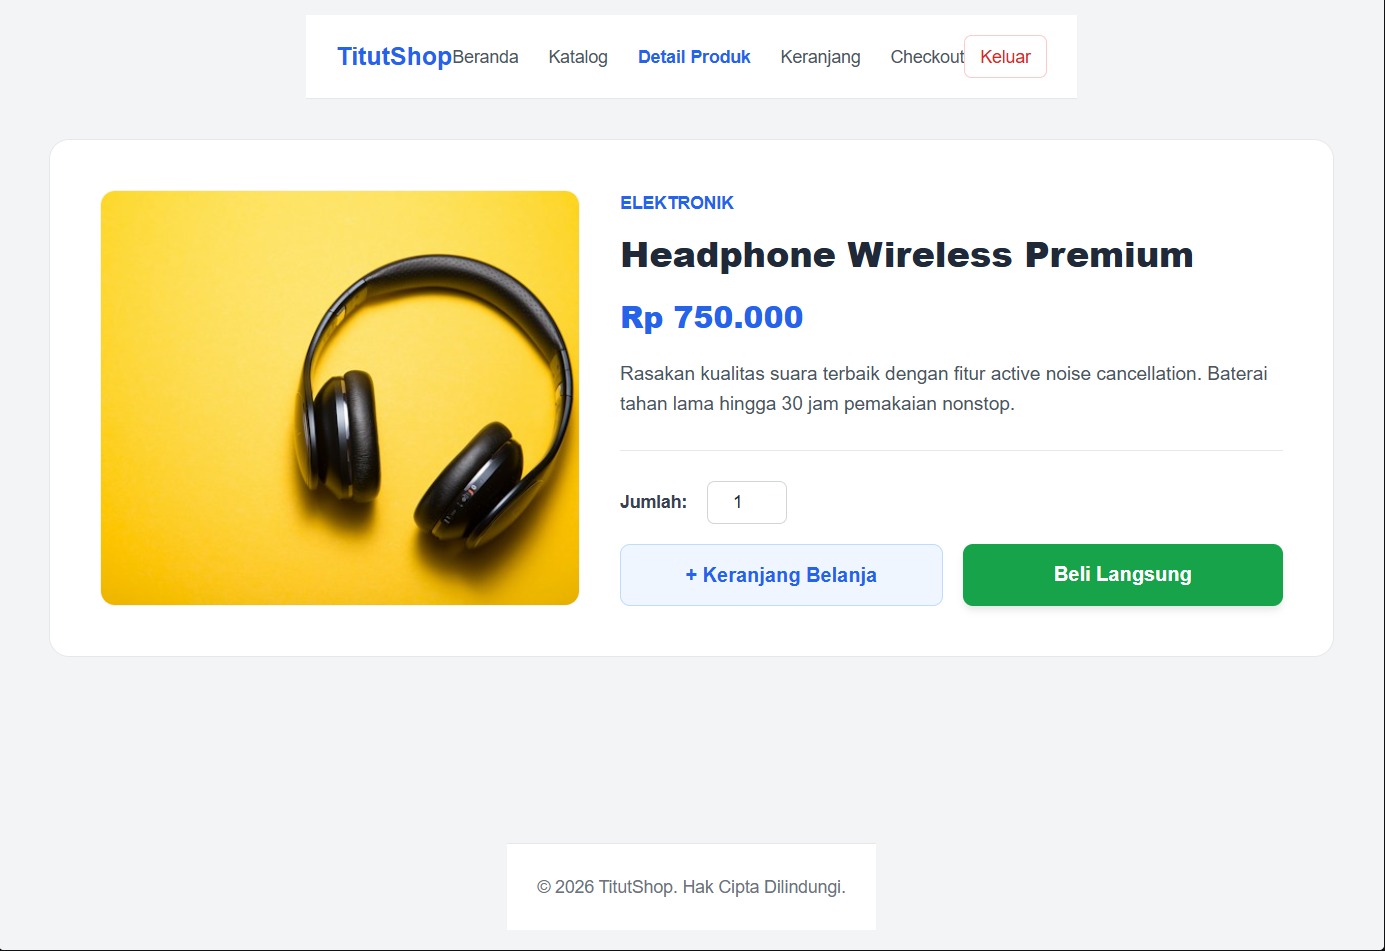 TitutShop Beranda Katalog Detail Produk Keranjang Checkout Keluar
ELEKTRONIK
Headphone Wireless Premium
Rp 750.000
Rasakan kualitas suara terbaik dengan fitur active noise cancellation. Baterai
tahan lama hingga 30 jam pemakaian nonstop.
Jumlah: 1
+ Keranjang Belanja Beli Langsung
© 2026 TitutShop. Hak Cipta Dilindungi.